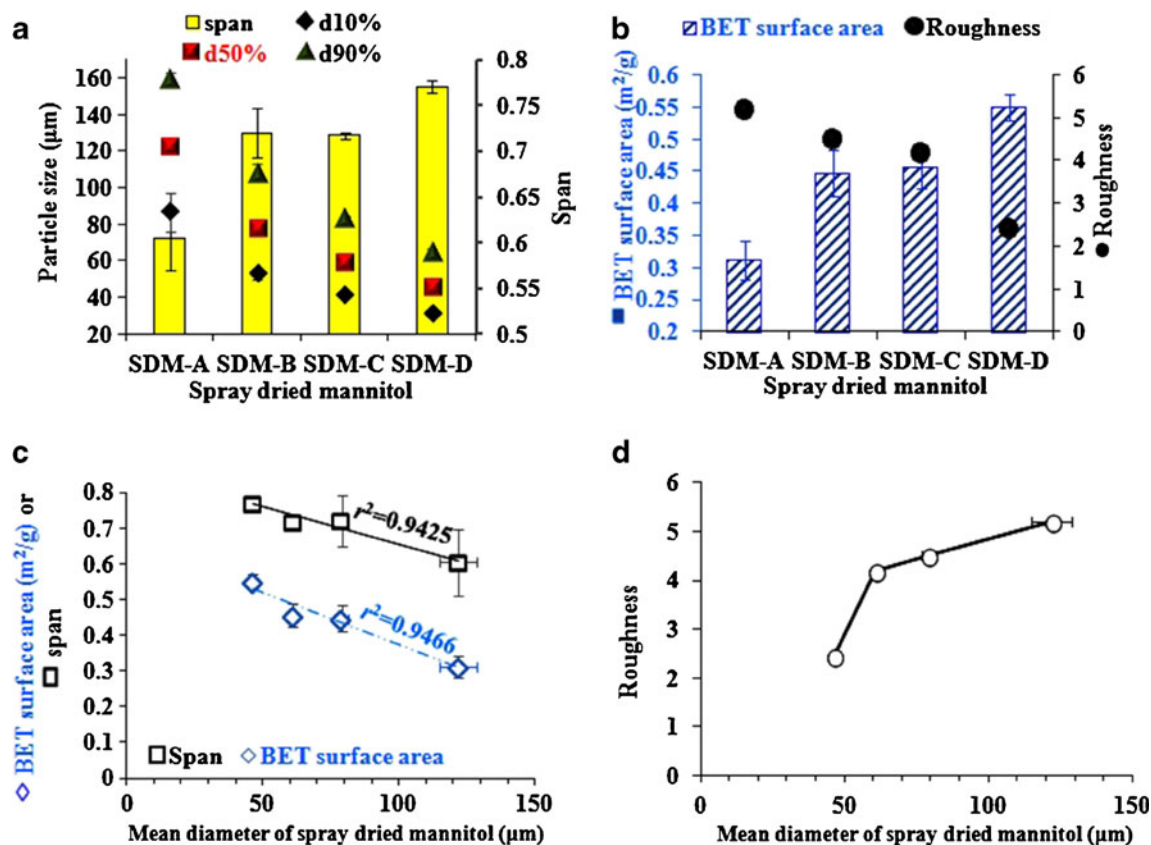 a
span
d10%
d50%
d90%
Particle size (µm)
160
140
120
100
80
60
40
20
0.8
0.75
0.7
0.65
0.6
0.55
0.5
Span
SDM-A SDM-B SDM-C SDM-D
Spray dried mannitol
b
BET surface area
Roughness
BET surface area (m²/g)
0.6
0.55
0.5
0.45
0.4
0.35
0.3
0.25
0.2
6
5
4
3
2
1
0
Roughness
SDM-A SDM-B SDM-C SDM-D
Spray dried mannitol
c
BET surface area (m²/g) or
span
0.8
0.7
0.6
0.5
0.4
0.3
0.2
0.1
0
r²=0.9425
r²=0.9466
Span
BET surface area
0 50 100 150
Mean diameter of spray dried mannitol (µm)
d
Roughness
6
5
4
3
2
1
0
0 50 100 150
Mean diameter of spray dried mannitol (µm)